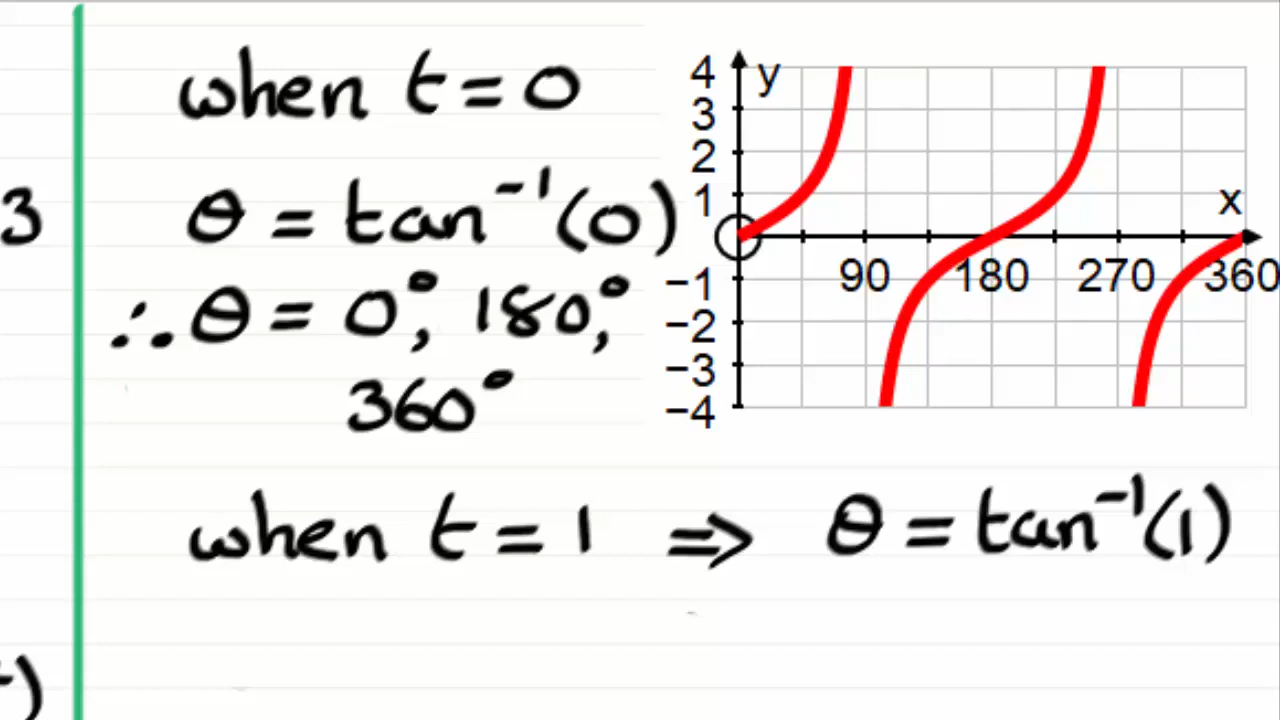 when t = 0
3
θ = tan⁻¹(0)
∴ θ = 0°, 180°,
360°
when t = 1 ⇒ θ = tan⁻¹(1)
)
y
4
3
2
1
x
90 180 270 360
−1
−2
−3
−4